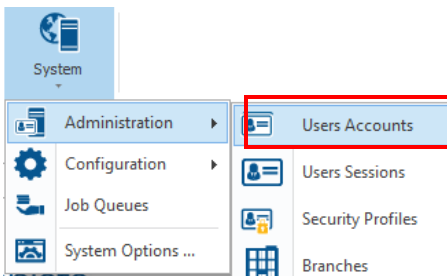 System
Administration
Users Accounts
Configuration
Users Sessions
Job Queues
Security Profiles
System Options ...
Branches